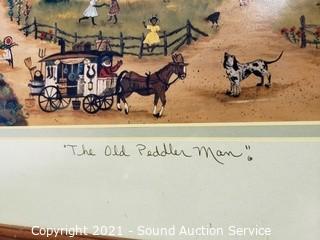 "The Old Peddler Man"
Copyright 2021 - Sound Auction Service